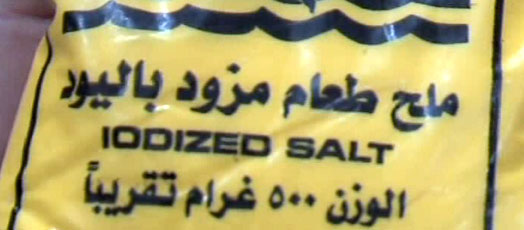 ملح طعام مزود باليود
IODIZED SALT
الوزن ٥٠٠ غرام تقريباً